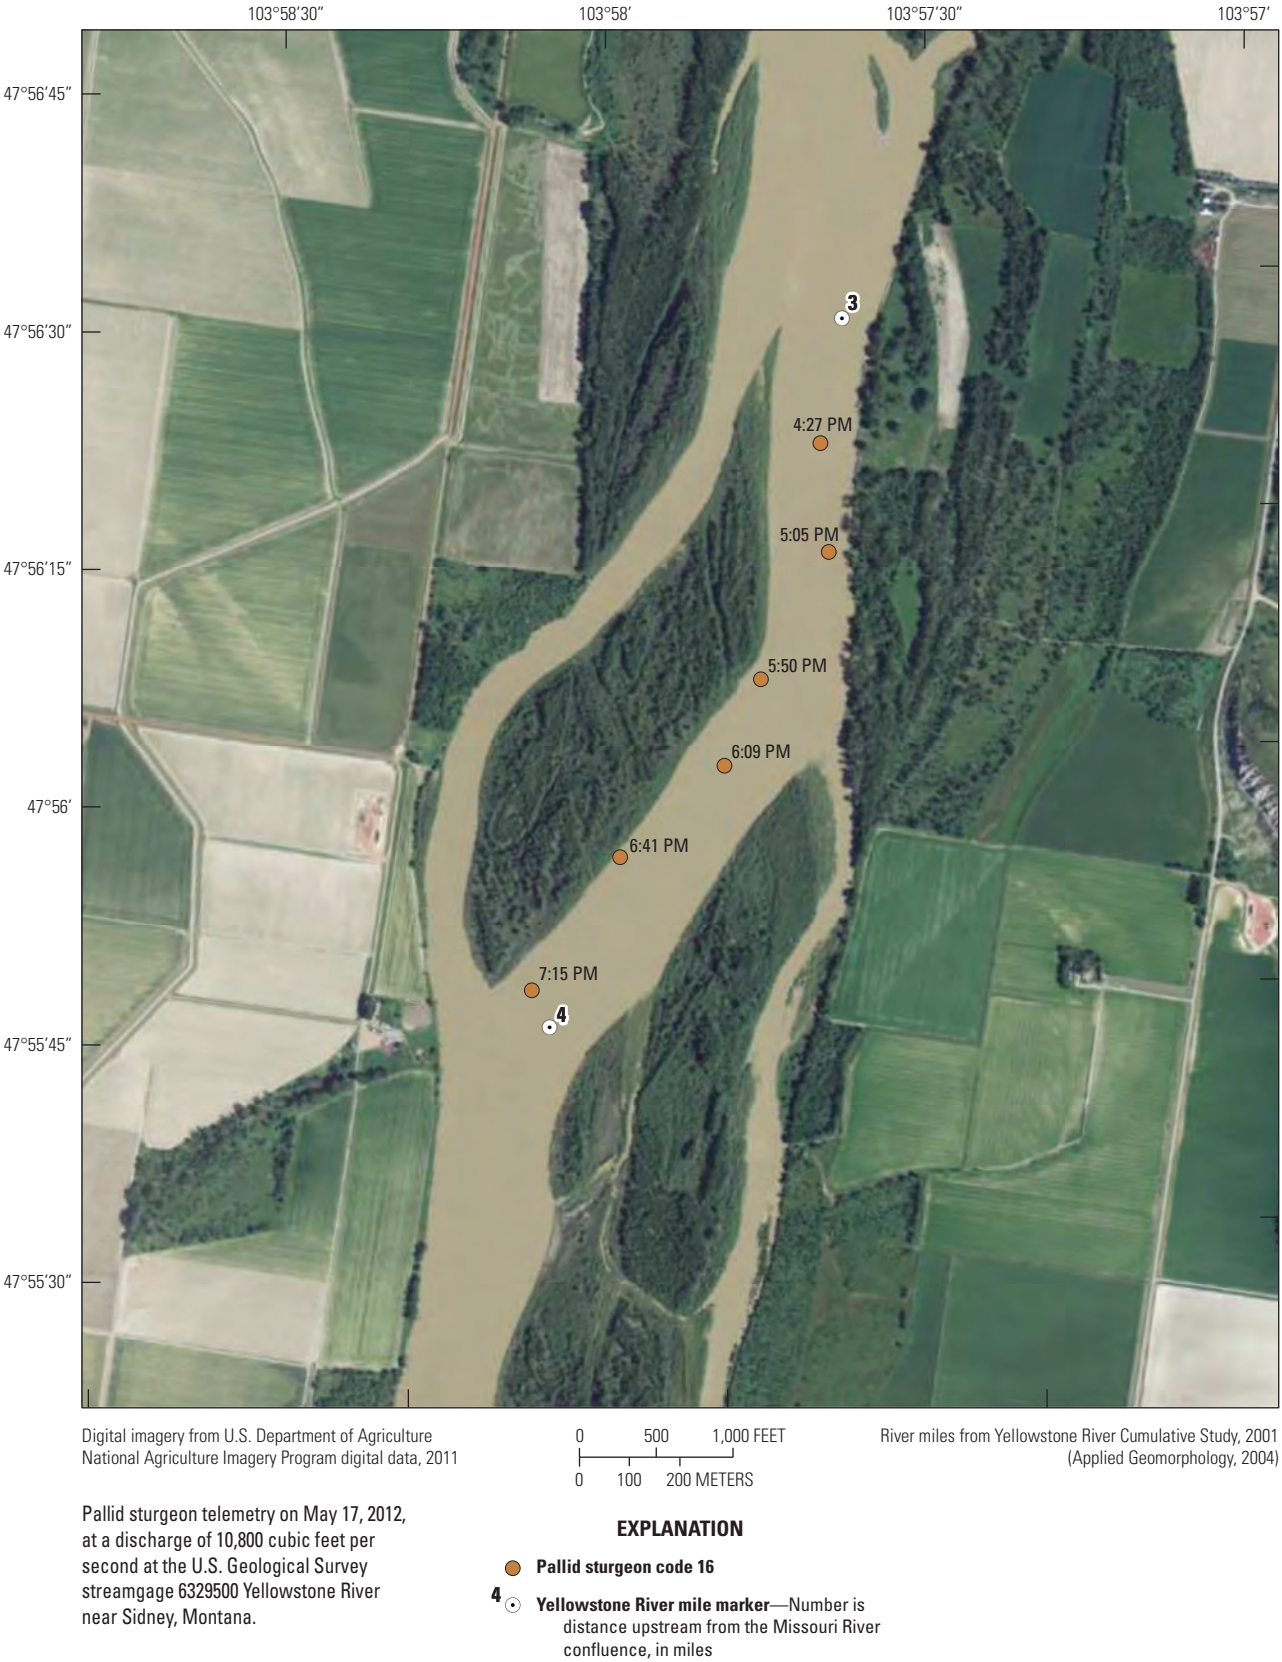 103°58’30”
103°58’
103°57’30”
103°57’
47°56’45”
3
47°56’30”
4:27 PM
5:05 PM
47°56’15”
5:50 PM
6:09 PM
47°56’
6:41 PM
7:15 PM
4
47°55’45”
47°55’30”
Digital imagery from U.S. Department of Agriculture
National Agriculture Imagery Program digital data, 2011
0 500 1,000 FEET
0 100 200 METERS
River miles from Yellowstone River Cumulative Study, 2001
(Applied Geomorphology, 2004)
Pallid sturgeon telemetry on May 17, 2012,
at a discharge of 10,800 cubic feet per
second at the U.S. Geological Survey
streamgage 6329500 Yellowstone River
near Sidney, Montana.
EXPLANATION
Pallid sturgeon code 16
4
Yellowstone River mile marker—Number is
distance upstream from the Missouri River
confluence, in miles